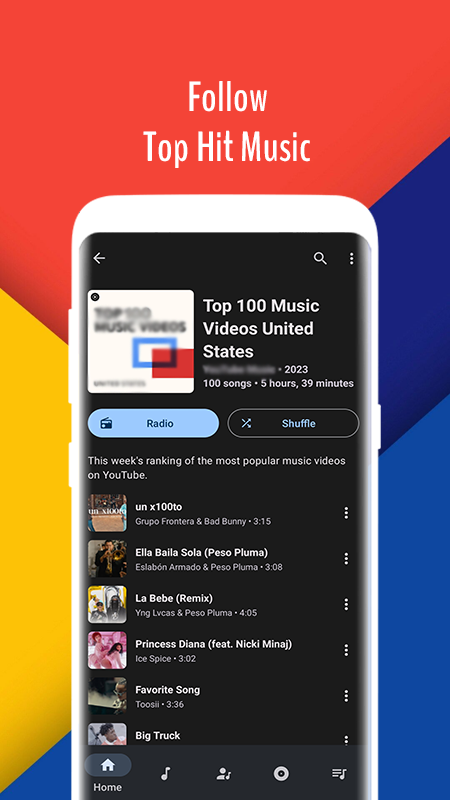 Follow
Top Hit Music
TOP 100
MUSIC VIDEOS
UNITED STATES
Top 100 Music
Videos United
States
• 2023
100 songs • 5 hours, 39 minutes
Radio
Shuffle
This week's ranking of the most popular music videos
on YouTube.
un x100to
un x100to
Grupo Frontera & Bad Bunny • 3:15
Ella Baila Sola (Peso Pluma)
Eslabón Armado & Peso Pluma • 3:08
La Bebe (Remix)
Yng Lvcas & Peso Pluma • 4:05
Princess Diana (feat. Nicki Minaj)
Ice Spice • 3:02
Favorite Song
Toosii • 3:36
Big Truck
Home